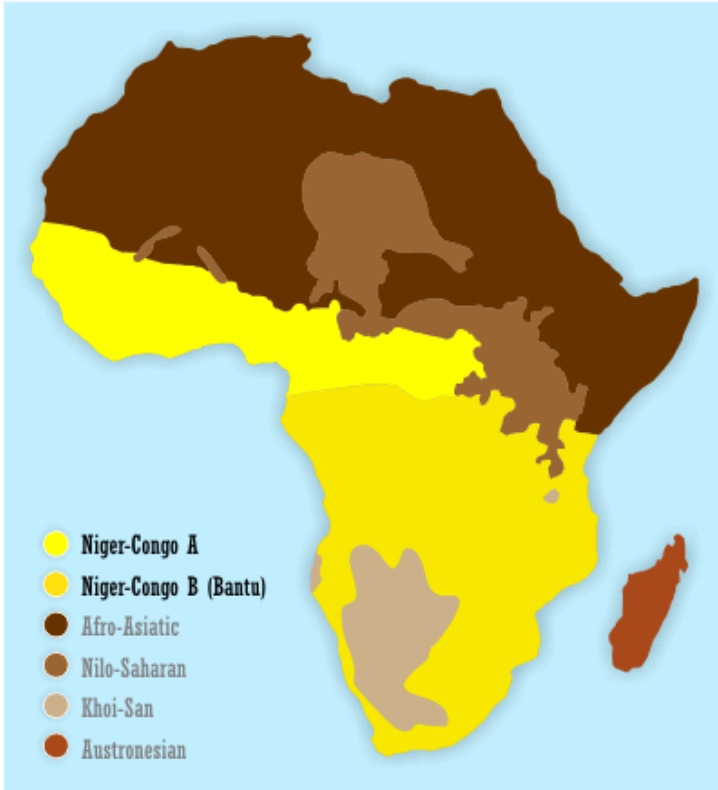 Niger-Congo A
Niger-Congo B (Bantu)
Afro-Asiatic
Nilo-Saharan
Khoi-San
Austronesian